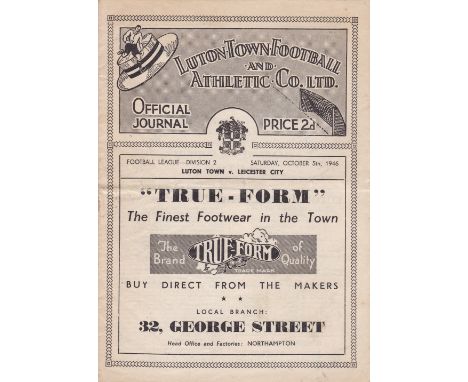 LUTON·TOWN·FOOTBALL
·AND·
ATHLETIC·CO.LTD.
OFFICIAL
JOURNAL
PRICE 2d.
FOOTBALL LEAGUE—DIVISION 2
SATURDAY, OCTOBER 5TH, 1946
LUTON TOWN v. LEICESTER CITY
"TRUE-FORM"
The Finest Footwear in the Town
The Brand
TRUE-FORM
TRADE MARK
of Quality
BUY DIRECT FROM THE MAKERS
LOCAL BRANCH:
32, GEORGE STREET
Head Office and Factories: NORTHAMPTON